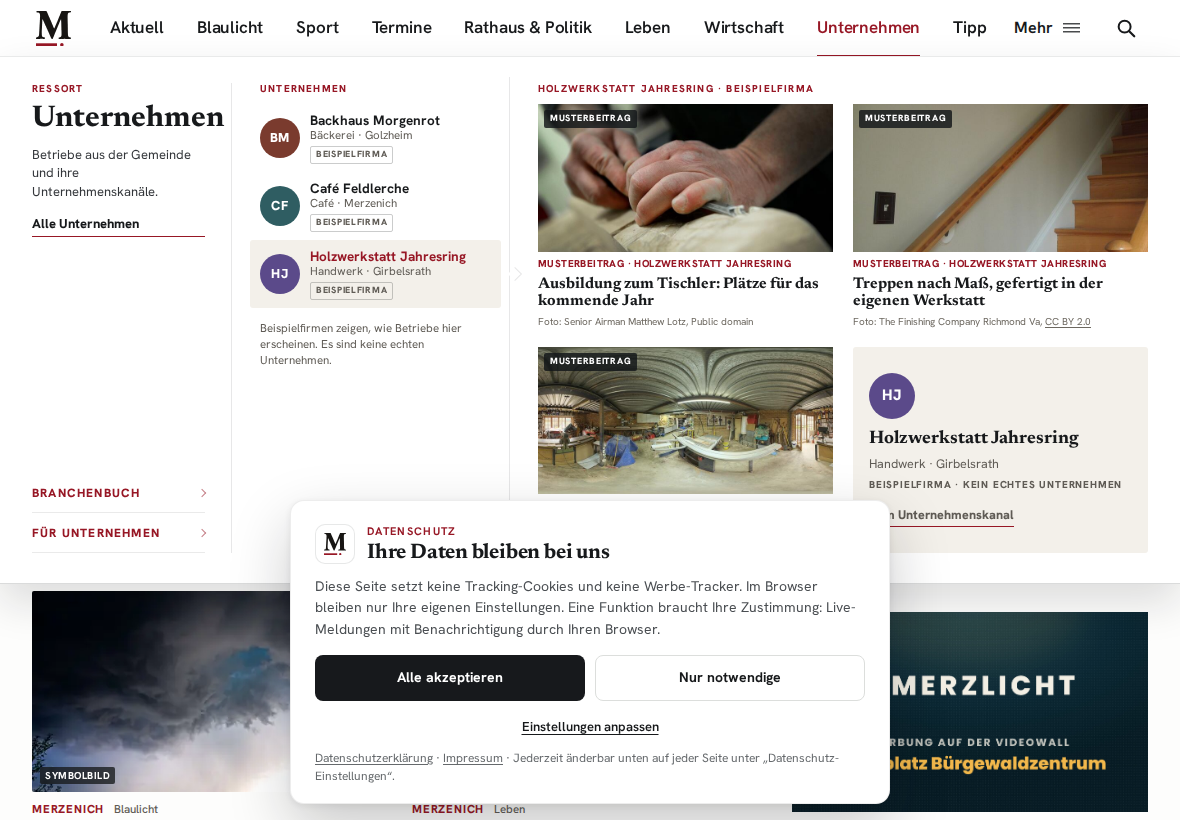 M
Aktuell
Blaulicht
Sport
Termine
Rathaus & Politik
Leben
Wirtschaft
Unternehmen
Tipp
Mehr
RESSORT
Unternehmen
Betriebe aus der Gemeinde
und ihre
Unternehmenskanäle.
Alle Unternehmen
BRANCHENBUCH
FÜR UNTERNEHMEN
UNTERNEHMEN
BM
Backhaus Morgenrot
Bäckerei · Golzheim
BEISPIELFIRMA
CF
Café Feldlerche
Café · Merzenich
BEISPIELFIRMA
HJ
Holzwerkstatt Jahresring
Handwerk · Girbelsrath
BEISPIELFIRMA
Beispielfirmen zeigen, wie Betriebe hier
erscheinen. Es sind keine echten
Unternehmen.
HOLZWERKSTATT JAHRESRING · BEISPIELFIRMA
MUSTERBEITRAG
MUSTERBEITRAG · HOLZWERKSTATT JAHRESRING
Ausbildung zum Tischler: Plätze für das
kommende Jahr
Foto: Senior Airman Matthew Lotz, Public domain
MUSTERBEITRAG
MUSTERBEITRAG · HOLZWERKSTATT JAHRESRING
Treppen nach Maß, gefertigt in der
eigenen Werkstatt
Foto: The Finishing Company Richmond Va, CC BY 2.0
MUSTERBEITRAG
HJ
Holzwerkstatt Jahresring
Handwerk · Girbelsrath
BEISPIELFIRMA · KEIN ECHTES UNTERNEHMEN
Unternehmenskanal
M
DATENSCHUTZ
Ihre Daten bleiben bei uns
Diese Seite setzt keine Tracking-Cookies und keine Werbe-Tracker. Im Browser
bleiben nur Ihre eigenen Einstellungen. Eine Funktion braucht Ihre Zustimmung: Live-
Meldungen mit Benachrichtigung durch Ihren Browser.
Alle akzeptieren
Nur notwendige
Einstellungen anpassen
Datenschutzerklärung · Impressum · Jederzeit änderbar unten auf jeder Seite unter „Datenschutz-
Einstellungen“.
SYMBOLBILD
MERZENICH Blaulicht
MERZENICH Leben
MERZLICHT
AUF DER VIDEOWALL
Bürgewaldzentrum